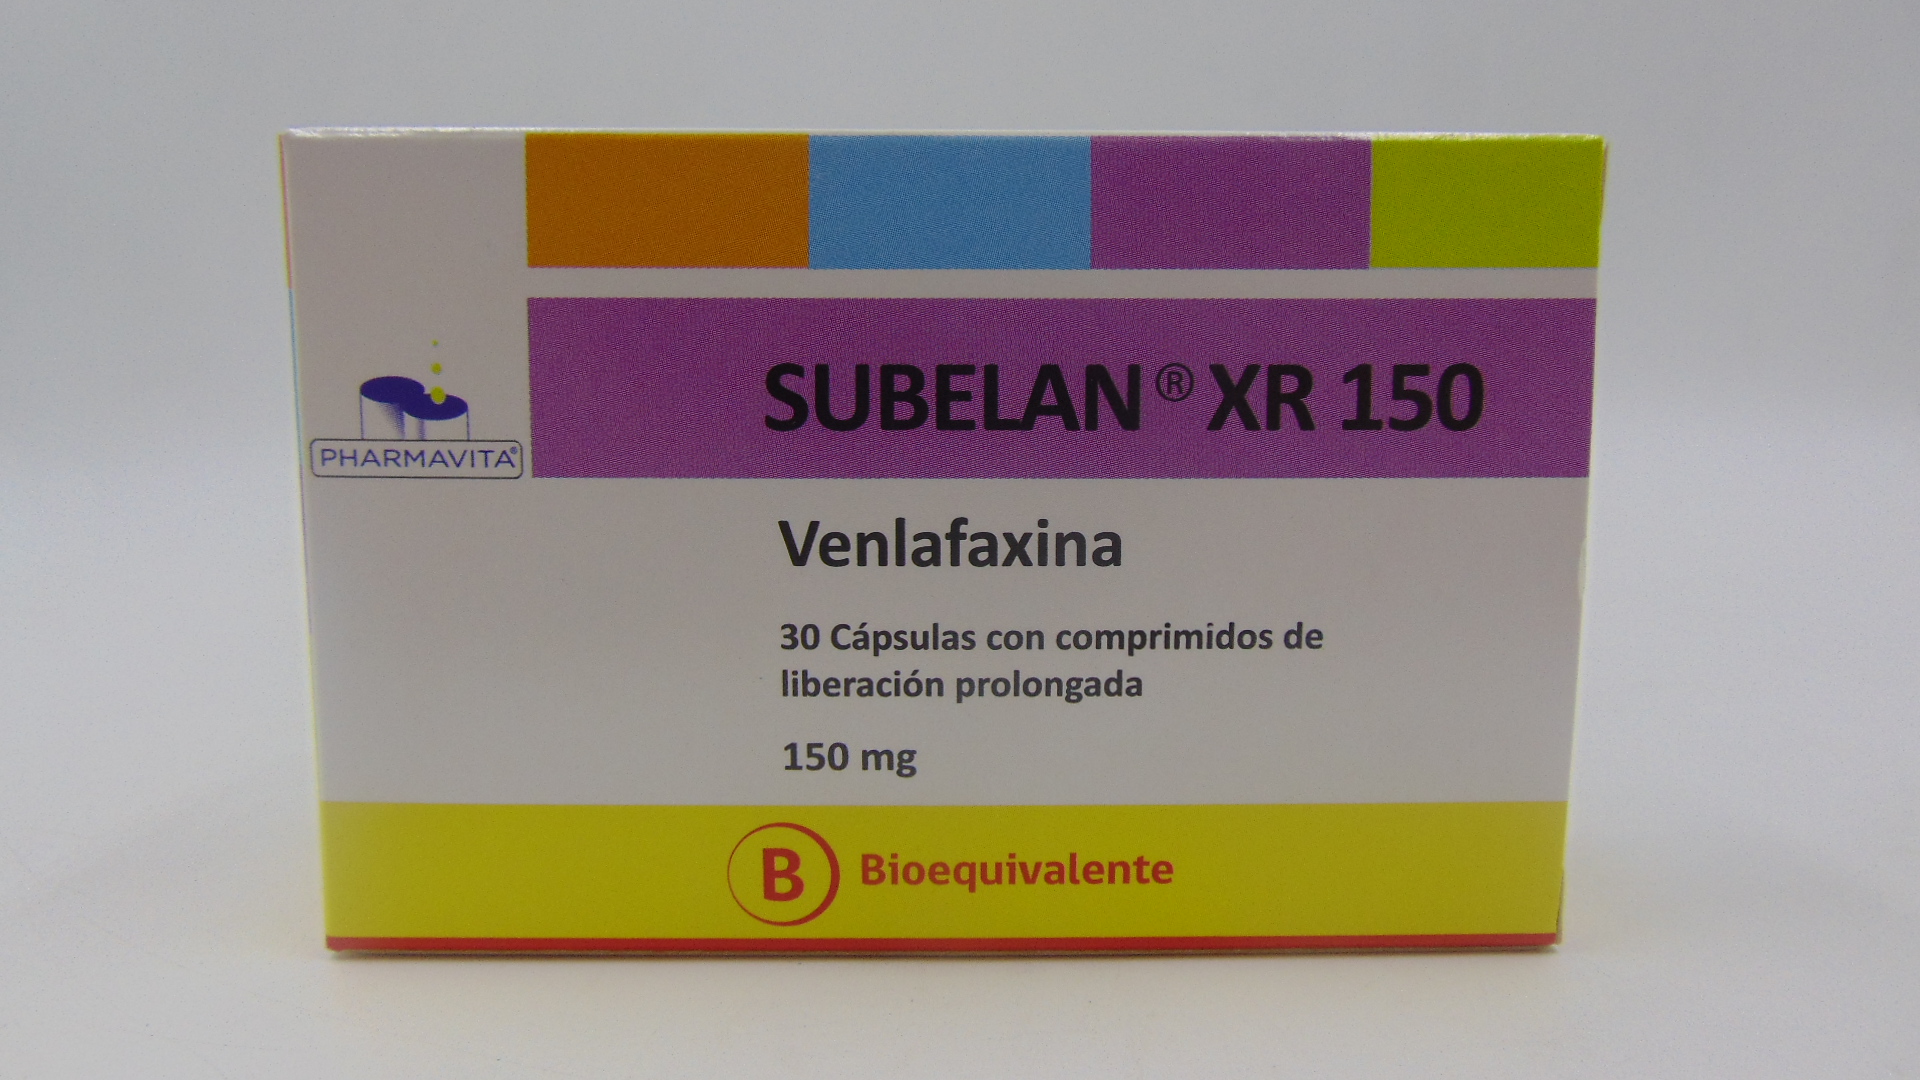 PHARMAVITA®
SUBELAN® XR 150
Venlafaxina
30 Cápsulas con comprimidos de
liberación prolongada
150 mg
B Bioequivalente